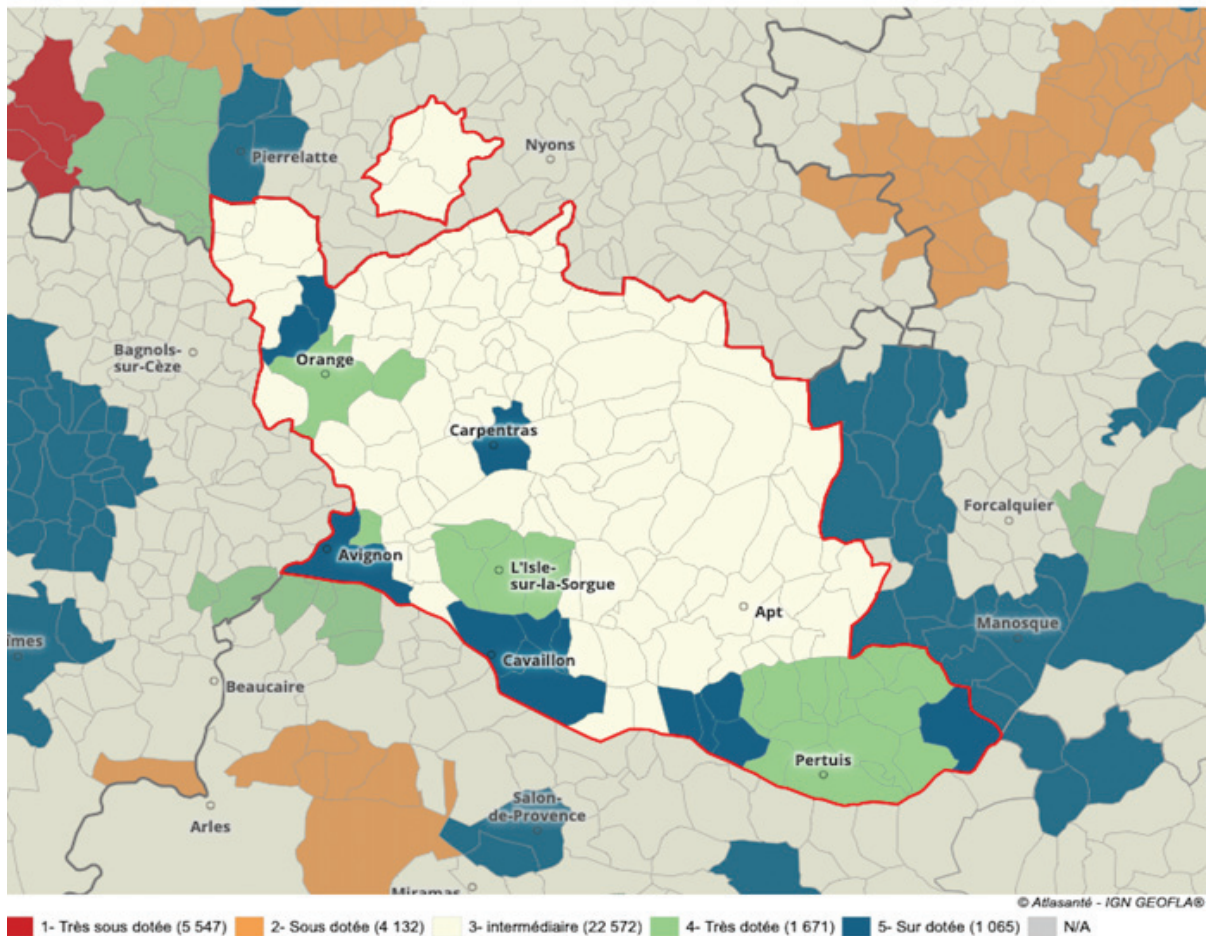 Nyons
Pierrelatte
Bagnols-
sur-Cèze
Orange
Carpentras
Forcalquier
Avignon
L'Isle-
sur-la-Sorgue
Apt
Manosque
îmes
Cavaillon
Beaucaire
Pertuis
Salon-
de-Provence
Arles
Miramas
© Atlasanté - IGN GEOFLA®
1- Très sous dotée (5 547) 2- Sous dotée (4 132) 3- intermédiaire (22 572) 4- Très dotée (1 671) 5- Sur dotée (1 065) N/A